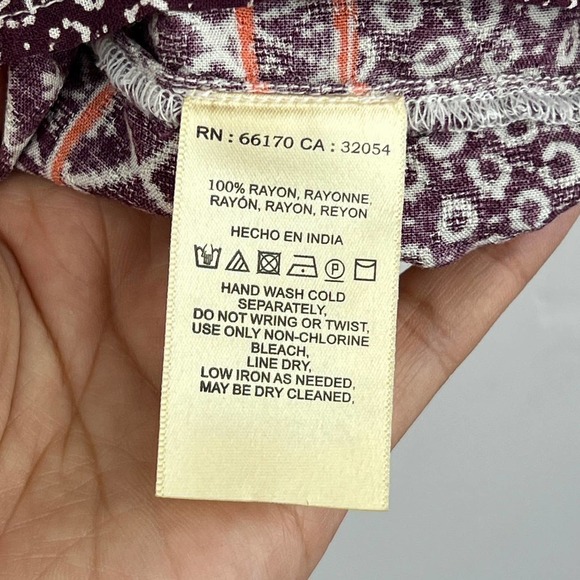 RN : 66170 CA : 32054
100% RAYON, RAYONNE,
RAYÓN, RAYON, REYON
HECHO EN INDIA
P
HAND WASH COLD
SEPARATELY,
DO NOT WRING OR TWIST,
USE ONLY NON-CHLORINE
BLEACH,
LINE DRY,
LOW IRON AS NEEDED,
MAY BE DRY CLEANED,